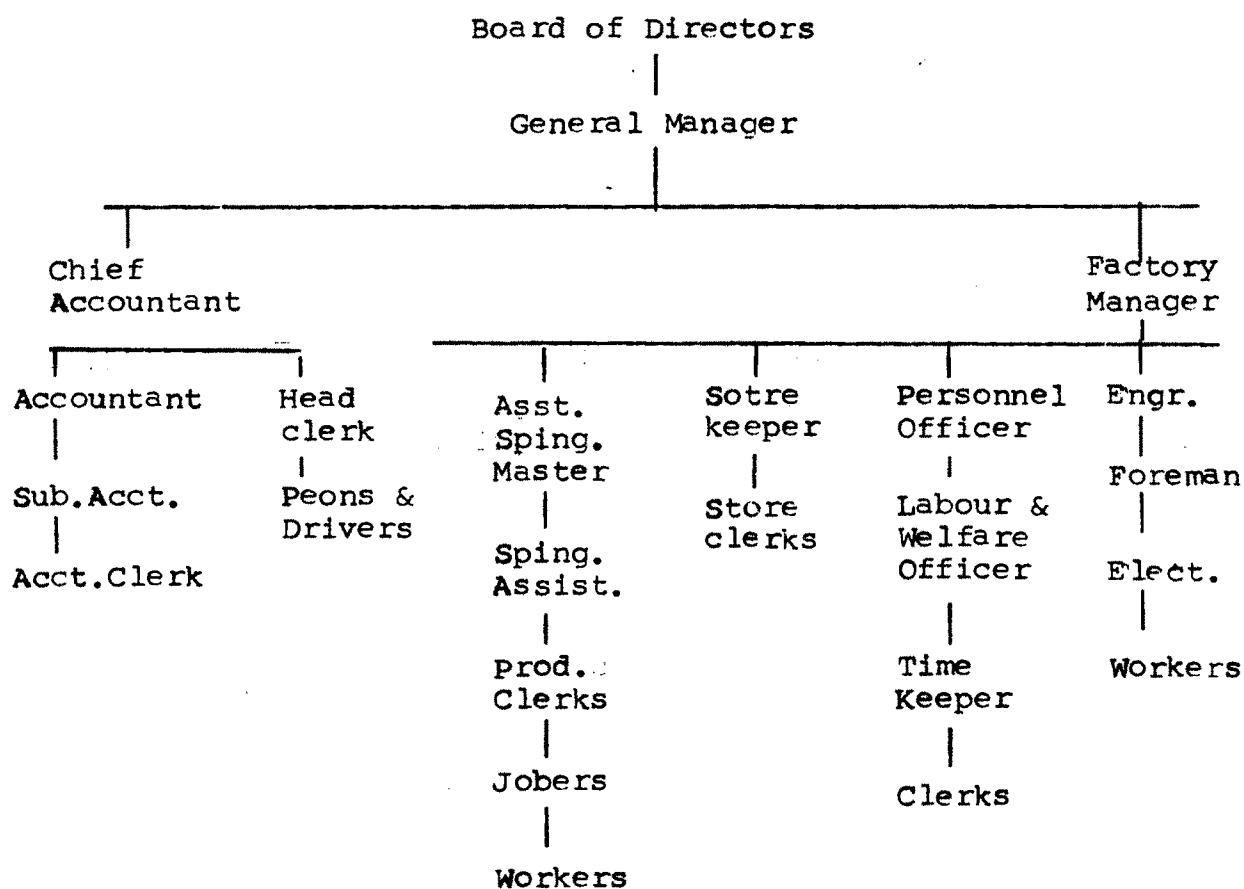 Board of Directors
General Manager
Chief
Accountant
Factory
Manager
Accountant
Sub.Acct.
Acct.Clerk
Head
clerk
Peons &
Drivers
Asst.
Sping.
Master
Sping.
Assist.
Prod.
Clerks
Jobers
Workers
Sotre
keeper
Store
clerks
Personnel
Officer
Labour &
Welfare
Officer
Time
Keeper
Clerks
Engr.
Foreman
Elect.
Workers